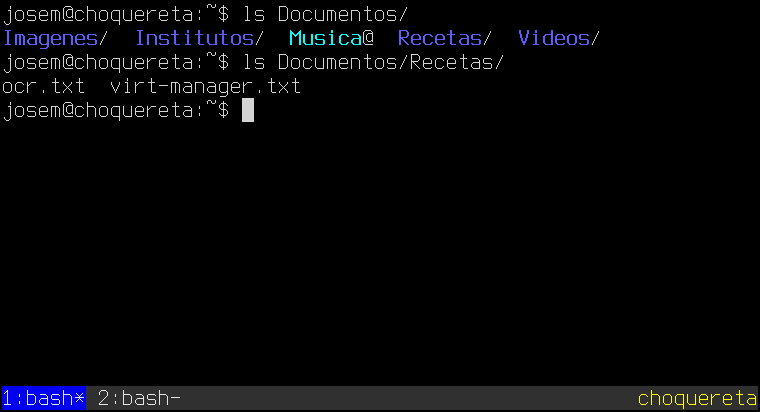 josem@choquereta:~$ ls Documentos/
Imagenes/  Institutos/  Musica@  Recetas/  Videos/
josem@choquereta:~$ ls Documentos/Recetas/
ocr.txt  virt-manager.txt
josem@choquereta:~$
1:bash* 2:bash- choquereta